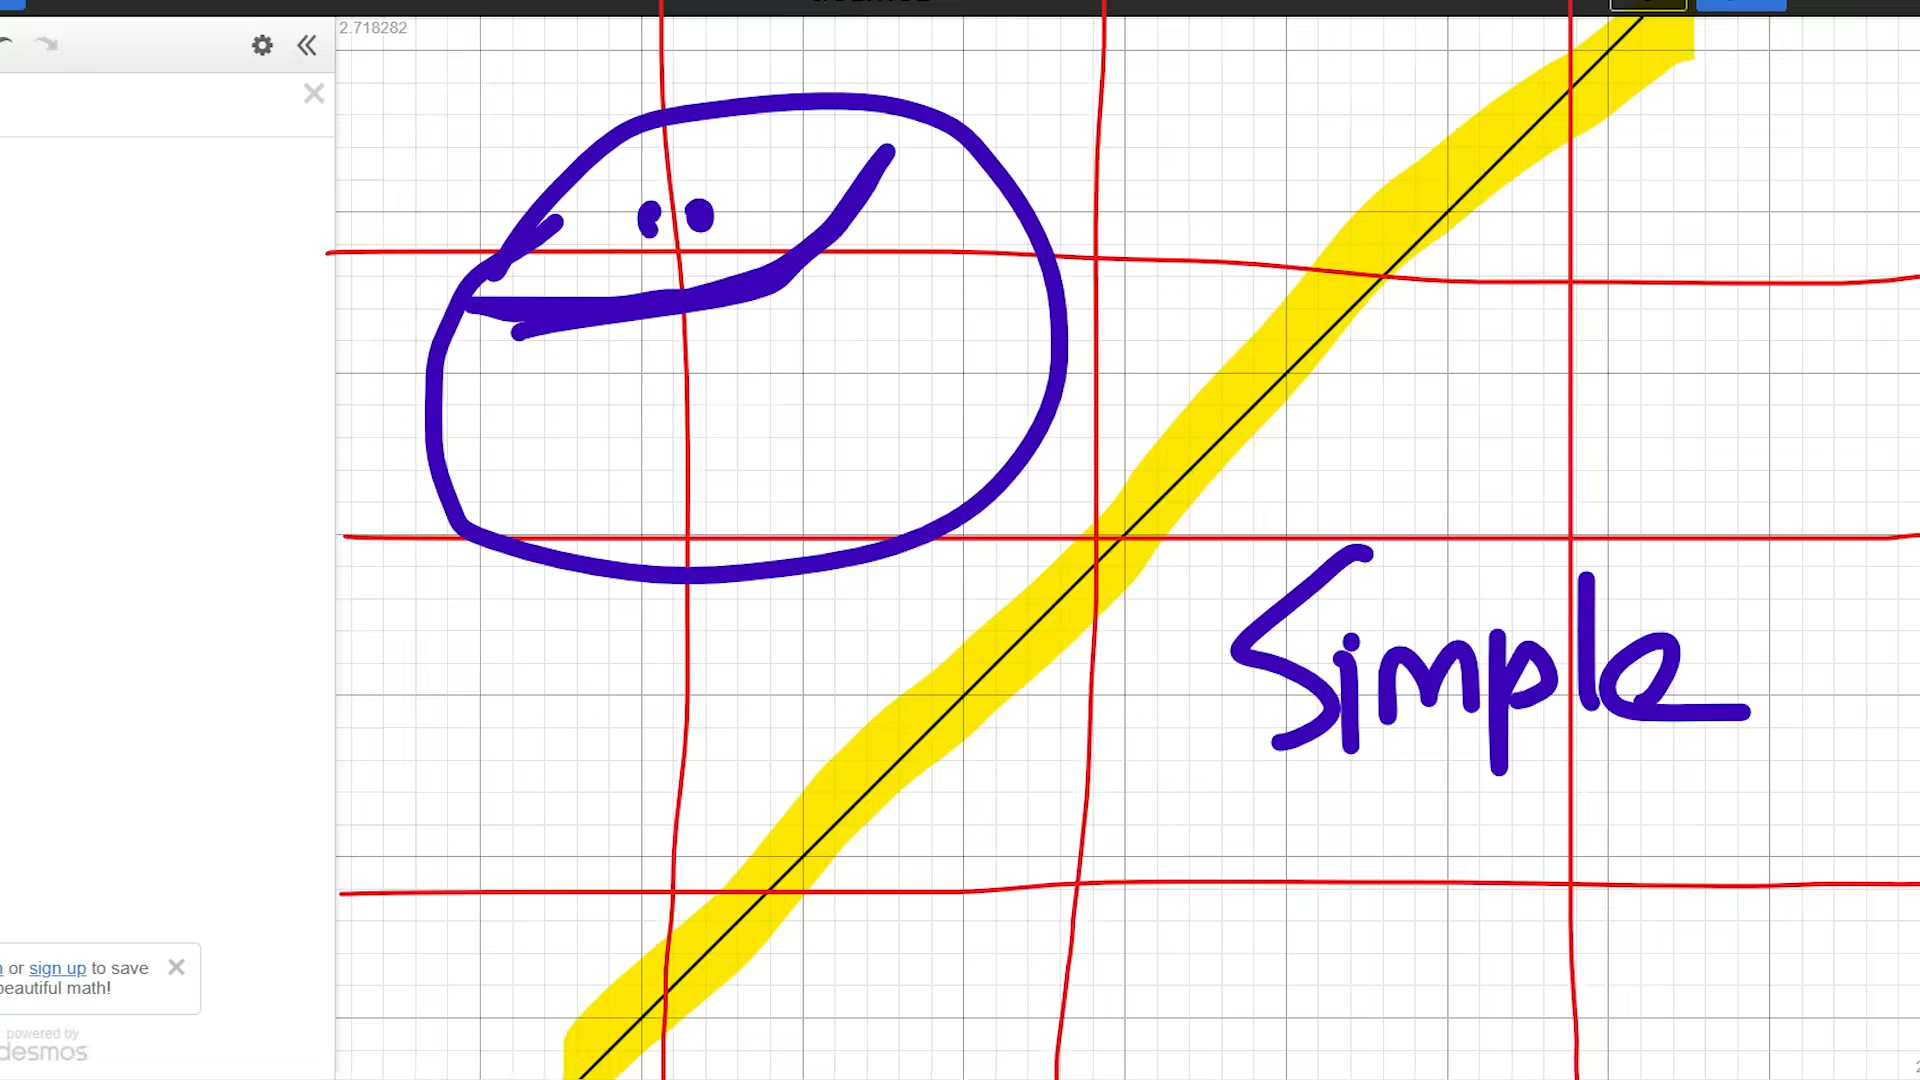 2.718282
Simple
or sign up to save
beautiful math!
powered by
desmos